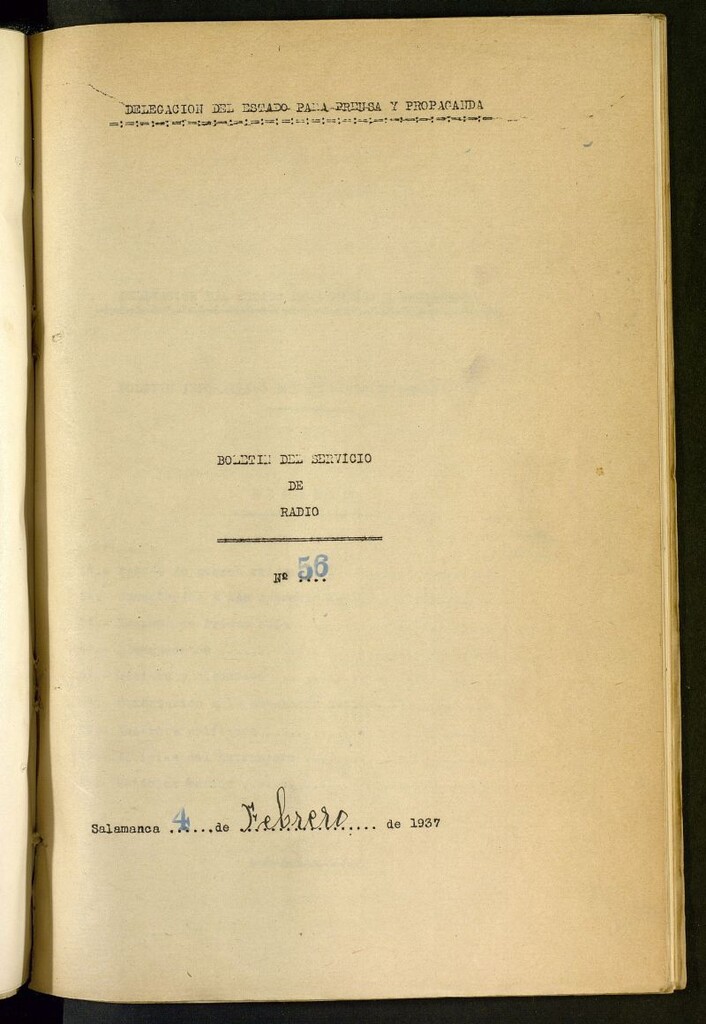 DELEGACION DEL ESTADO PARA PRENSA Y PROPAGANDA
BOLETIN DEL SERVICIO
DE
RADIO
Nº 56....
Salamanca 4......de Febrero.... de 1937